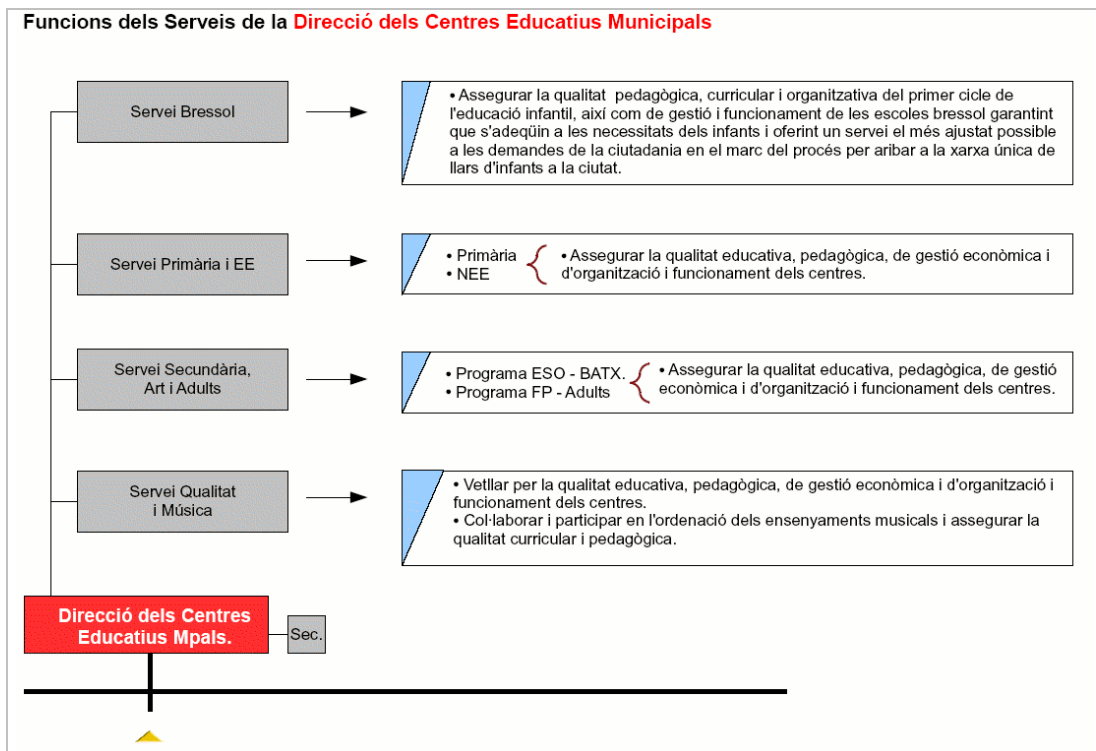 Funcions dels Serveis de la Direcció dels Centres Educatius Municipals
Servei Bressol
• Assegurar la qualitat pedagògica, curricular i organitzativa del primer cicle de
l'educació infantil, així com de gestió i funcionament de les escoles bressol garantint
que s'adeqüin a les necessitats dels infants i oferint un servei el més ajustat possible
a les demandes de la ciutadania en el marc del procés per aribar a la xarxa única de
llars d'infants a la ciutat.
Servei Primària i EE
• Primària
• NEE
• Assegurar la qualitat educativa, pedagògica, de gestió econòmica i
d'organització i funcionament dels centres.
Servei Secundària,
Art i Adults
• Programa ESO - BATX.
• Programa FP - Adults
• Assegurar la qualitat educativa, pedagògica, de gestió
econòmica i d'organització i funcionament dels centres.
Servei Qualitat
i Música
• Vetllar per la qualitat educativa, pedagògica, de gestió econòmica i d'organització i
funcionament dels centres.
• Col·laborar i participar en l'ordenació dels ensenyaments musicals i assegurar la
qualitat curricular i pedagògica.
Direcció dels Centres
Educatius Mpals.
Sec.